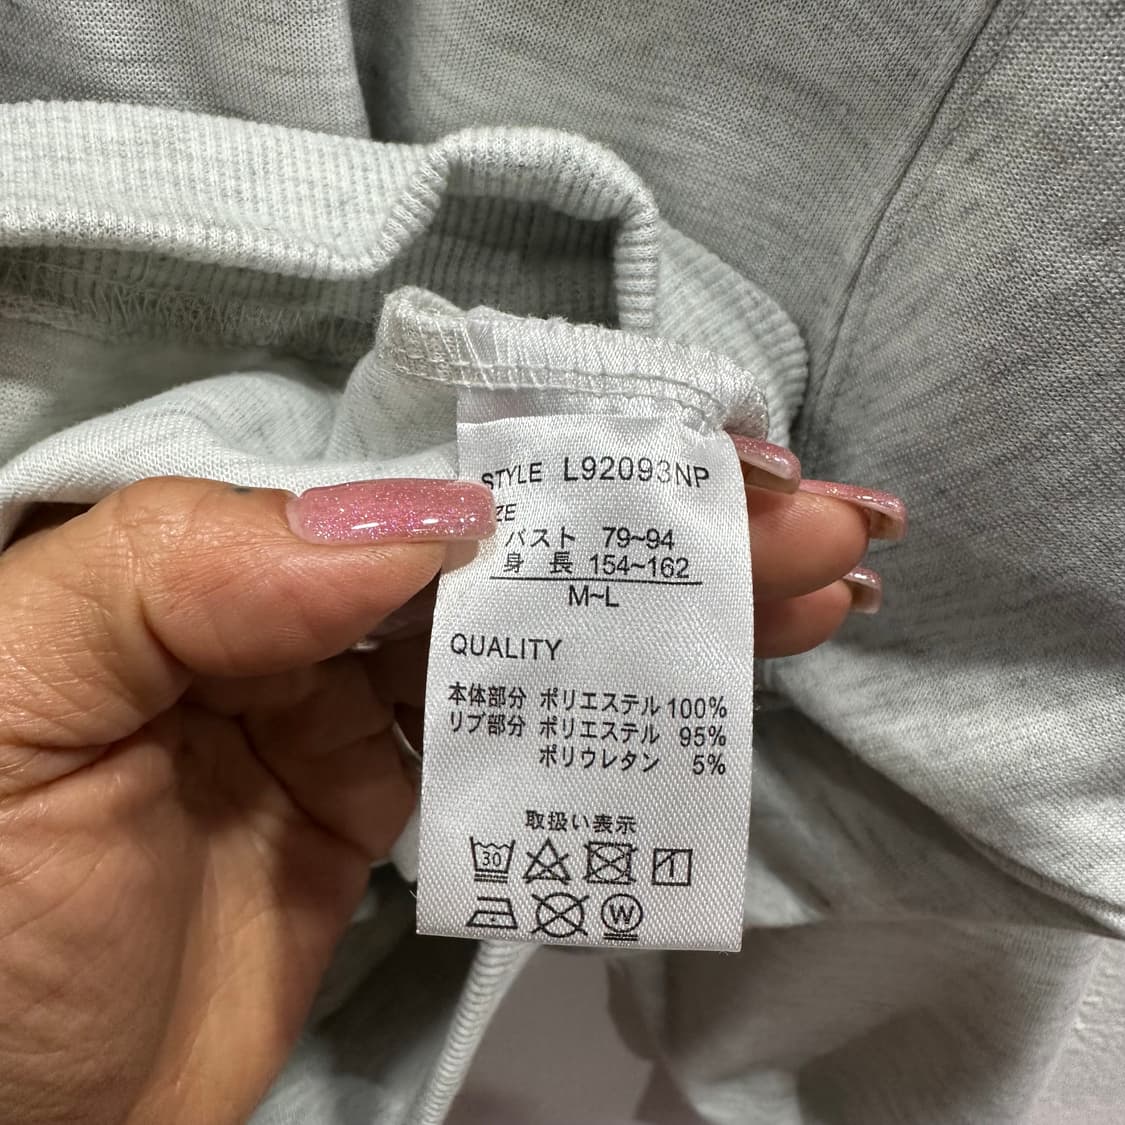 STYLE L92093NP
ZE
バスト 79~94
身 長 154~162
M~L
QUALITY
本体部分 ポリエステル 100%
リブ部分 ポリエステル 95%
ポリウレタン 5%
取扱い表示
30
W